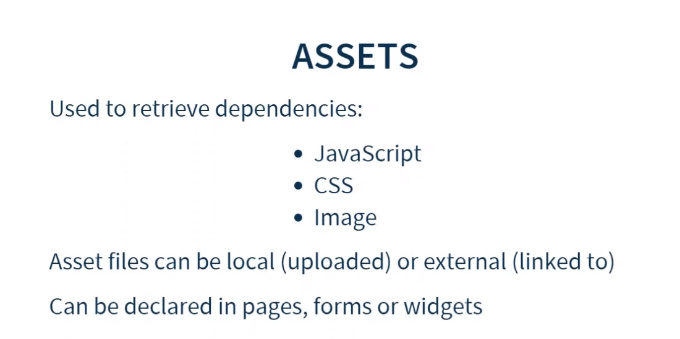 ASSETS
Used to retrieve dependencies:
• JavaScript
• CSS
• Image
Asset files can be local (uploaded) or external (linked to)
Can be declared in pages, forms or widgets